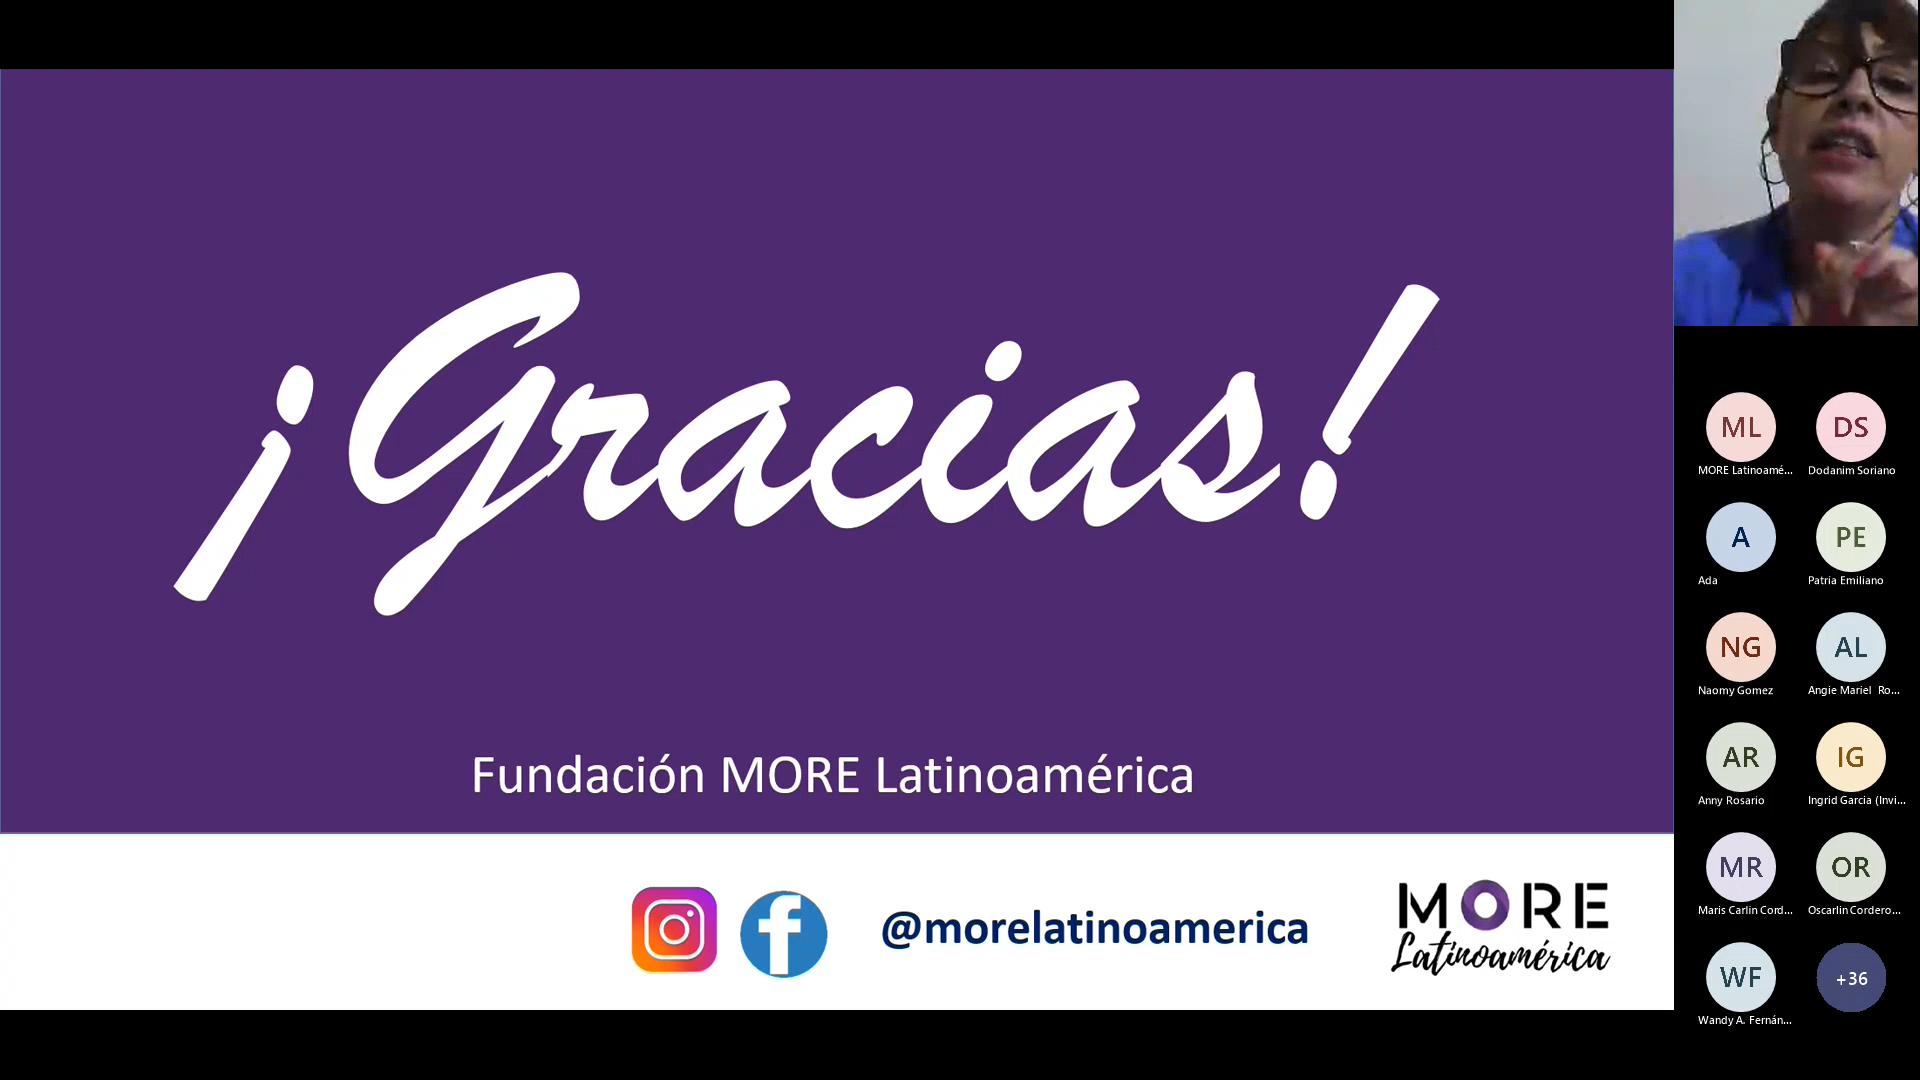 ¡Gracias!
Fundación MORE Latinoamérica
@morelatinoamerica
MORE
Latinoamérica
ML
DS
MORE Latinoamé...
Dodanim Soriano
A
PE
Ada
Patria Emiliano
NG
AL
Naomy Gomez
Angie Mariel Ro...
AR
IG
Anny Rosario
Ingrid Garcia (Invi...
MR
OR
Maris Carlin Cord...
Oscarlin Cordero...
WF
+36
Wandy A. Fernán...